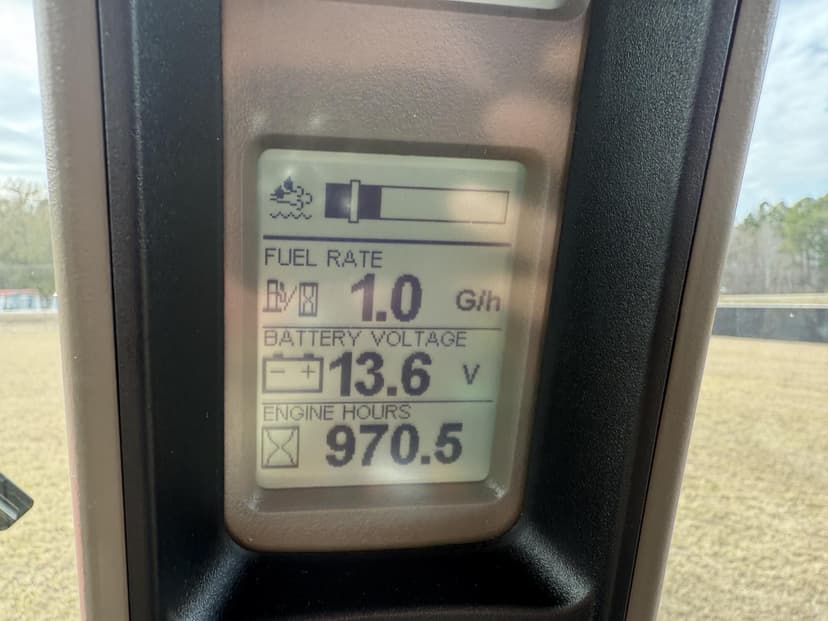 FUEL RATE
1.0 G/h
BATTERY VOLTAGE
- + 13.6 V
ENGINE HOURS
970.5